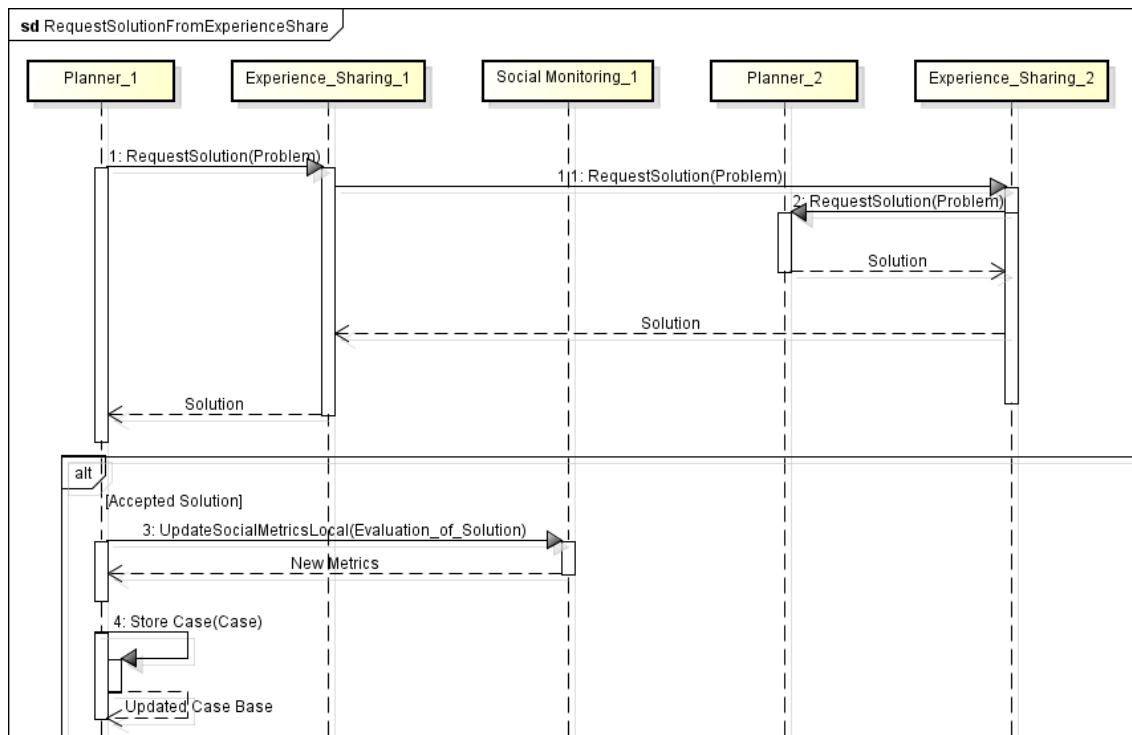 sd RequestSolutionFromExperienceShare
Planner_1
Experience_Sharing_1
Social Monitoring_1
Planner_2
Experience_Sharing_2
1: RequestSolution(Problem)
1.1: RequestSolution(Problem)
2: RequestSolution(Problem)
Solution
Solution
Solution
alt
[Accepted Solution]
3: UpdateSocialMetricsLocal(Evaluation_of_Solution)
New Metrics
4: Store Case(Case)
Updated Case Base